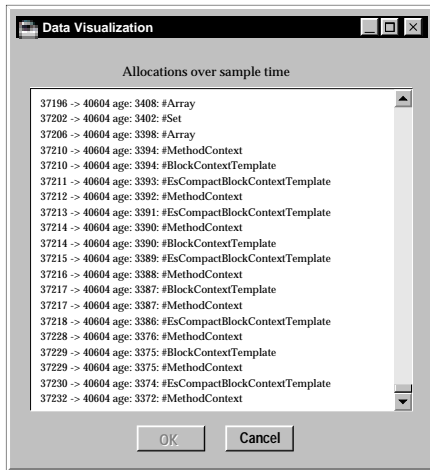 Data Visualization
Allocations over sample time
37196 -> 40604 age: 3408: #Array
37202 -> 40604 age: 3402: #Set
37206 -> 40604 age: 3398: #Array
37210 -> 40604 age: 3394: #MethodContext
37210 -> 40604 age: 3394: #BlockContextTemplate
37211 -> 40604 age: 3393: #EsCompactBlockContextTemplate
37212 -> 40604 age: 3392: #MethodContext
37213 -> 40604 age: 3391: #EsCompactBlockContextTemplate
37214 -> 40604 age: 3390: #MethodContext
37214 -> 40604 age: 3390: #BlockContextTemplate
37215 -> 40604 age: 3389: #EsCompactBlockContextTemplate
37216 -> 40604 age: 3388: #MethodContext
37217 -> 40604 age: 3387: #BlockContextTemplate
37217 -> 40604 age: 3387: #MethodContext
37218 -> 40604 age: 3386: #EsCompactBlockContextTemplate
37228 -> 40604 age: 3376: #MethodContext
37229 -> 40604 age: 3375: #BlockContextTemplate
37229 -> 40604 age: 3375: #MethodContext
37230 -> 40604 age: 3374: #EsCompactBlockContextTemplate
37232 -> 40604 age: 3372: #MethodContext
OK Cancel